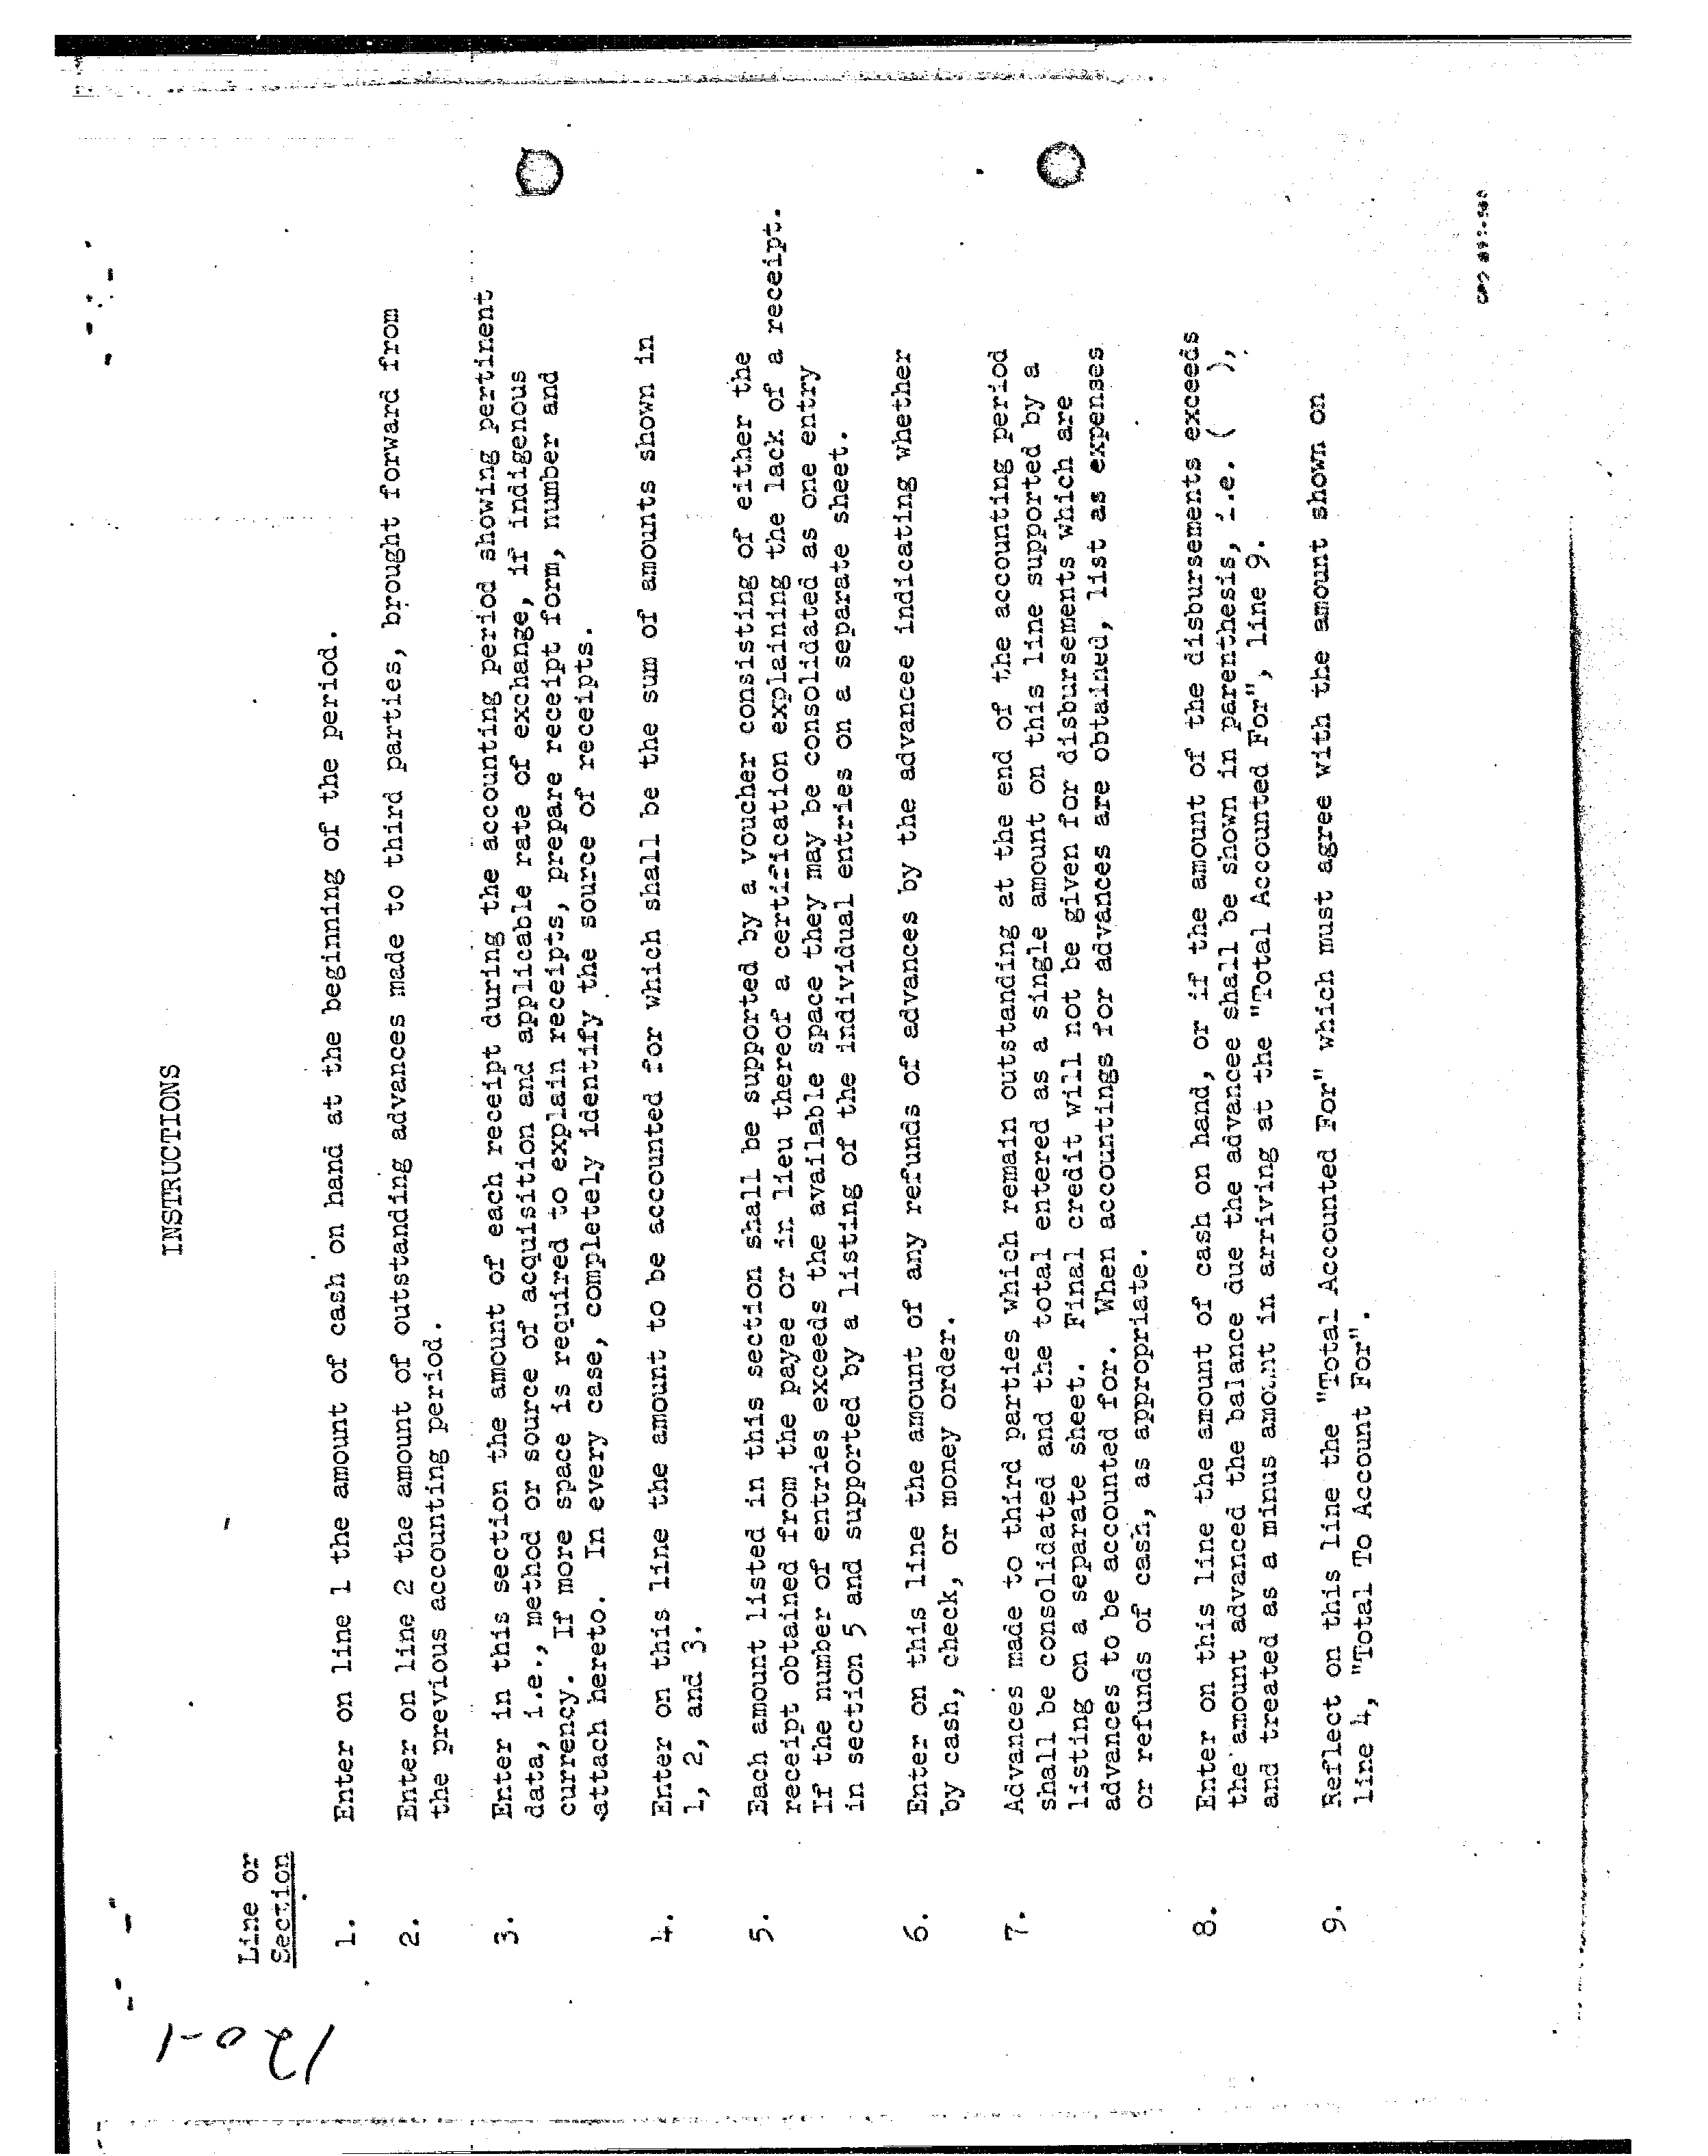 INSTRUCTIONS
Line or
Section
1. Enter on line 1 the amount of cash on hand at the beginning of the period.
2. Enter on line 2 the amount of outstanding advances made to third parties, brought forward from
the previous accounting period.
3. Enter in this section the amount of each receipt during the accounting period showing pertinent
data, i.e., method or source of acquisition and applicable rate of exchange, if indigenous
currency. If more space is required to explain receipts, prepare receipt form, number and
attach hereto. In every case, completely identify the source of receipts.
4. Enter on this line the amount to be accounted for which shall be the sum of amounts shown in
1, 2, and 3.
5. Each amount listed in this section shall be supported by a voucher consisting of either the
receipt obtained from the payee or in lieu thereof a certification explaining the lack of a receipt.
If the number of entries exceeds the available space they may be consolidated as one entry
in section 5 and supported by a listing of the individual entries on a separate sheet.
6. Enter on this line the amount of any refunds of advances by the advancee indicating whether
by cash, check, or money order.
7. Advances made to third parties which remain outstanding at the end of the accounting period
shall be consolidated and the total entered as a single amount on this line supported by a
listing on a separate sheet. Final credit will not be given for disbursements which are
advances to be accounted for. When accountings for advances are obtained, list as expenses
or refunds of cash, as appropriate.
8. Enter on this line the amount of cash on hand, or if the amount of the disbursements exceeds
the amount advanced the balance due the advancee shall be shown in parenthesis, i.e. ( ),
and treated as a minus amount in arriving at the "Total Accounted For", line 9.
9. Reflect on this line the "Total Accounted For" which must agree with the amount shown on
line 4, "Total To Account For".
120-1